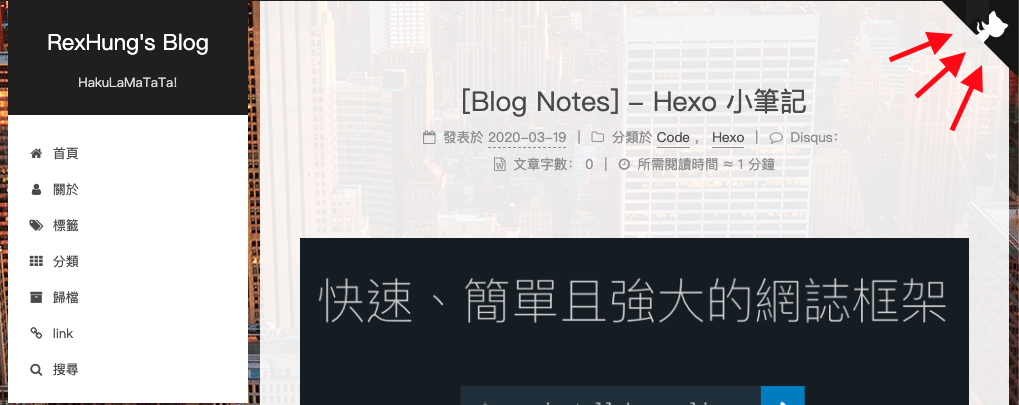 RexHung's Blog
HakuLaMaTaTa!
首頁
關於
標籤
分類
歸檔
link
搜尋
[Blog Notes] - Hexo 小筆記
發表於 2020-03-19 | 分類於 Code , Hexo | Disqus:
文章字數: 0 | 所需閱讀時間 ≈ 1 分鐘
快速、簡單且強大的網誌框架